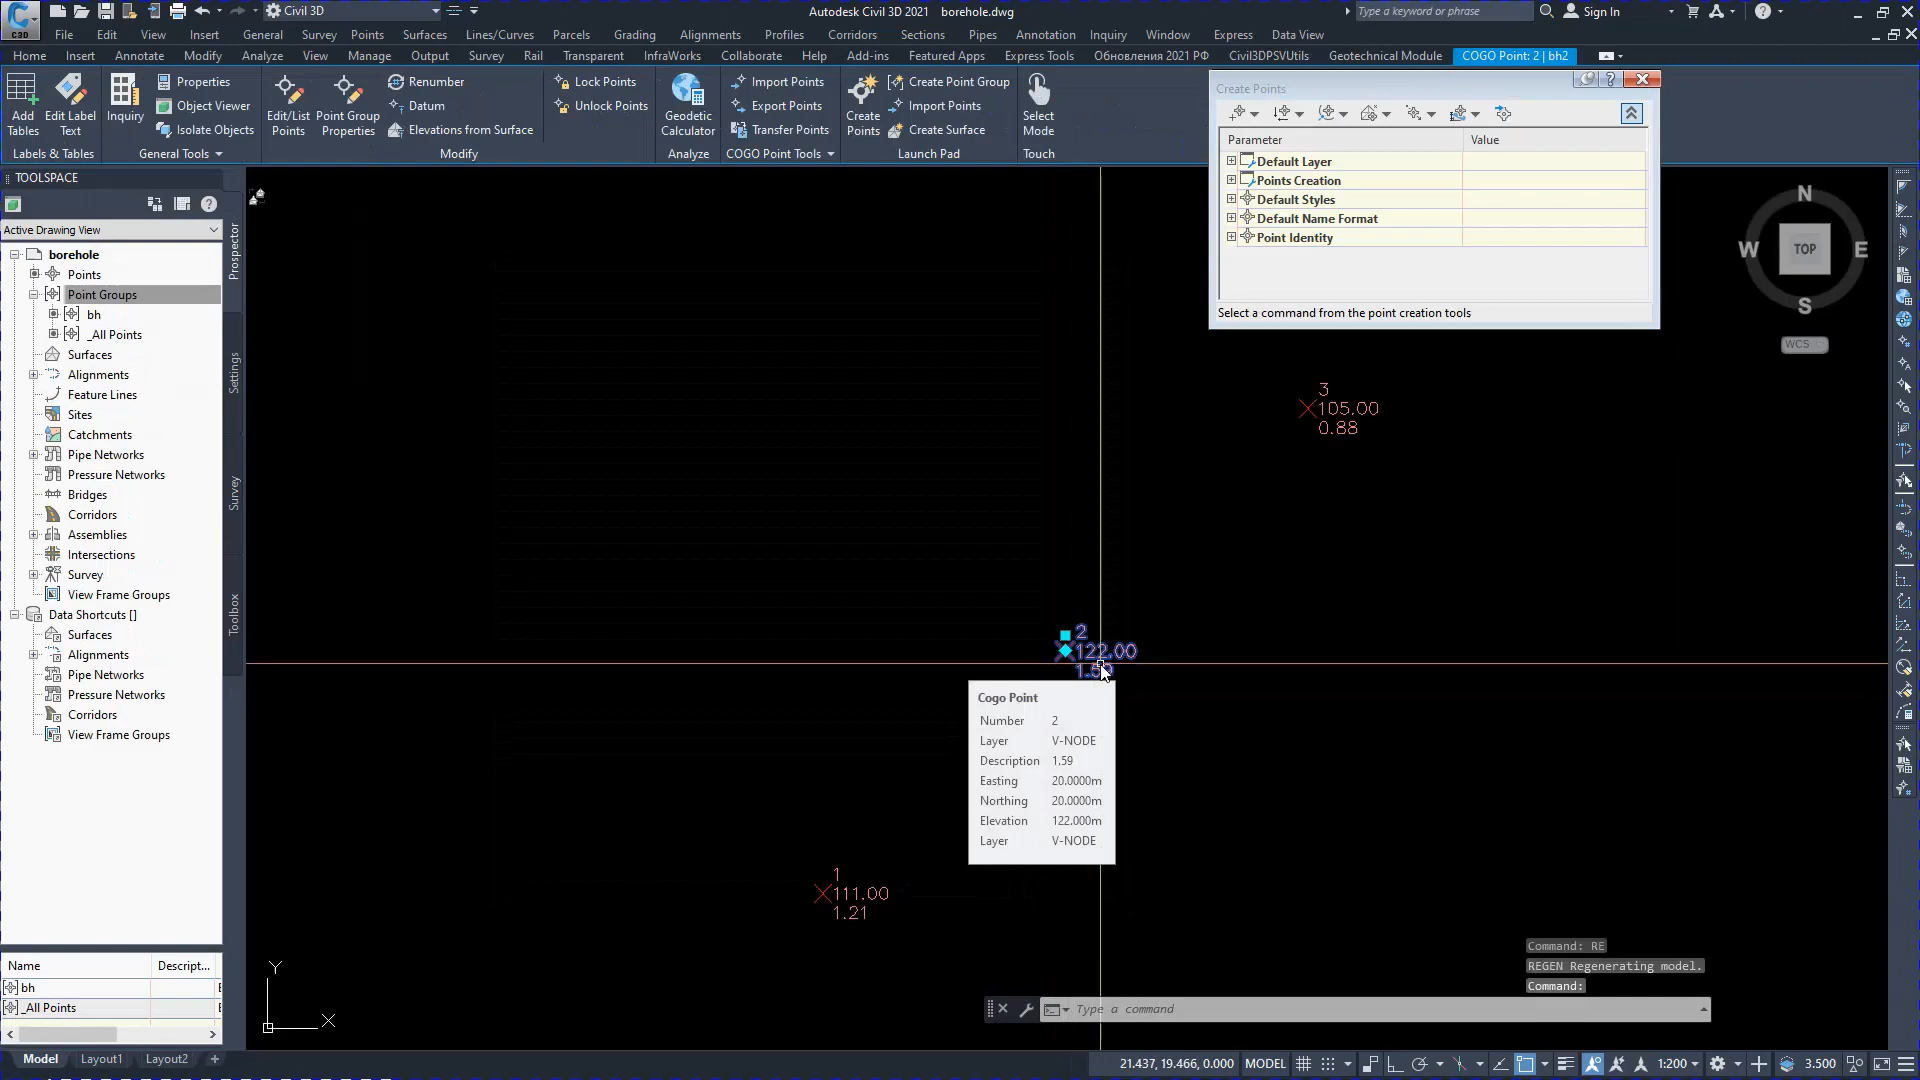 C3D
Civil 3D
Autodesk Civil 3D 2021 borehole.dwg
Type a keyword or phrase
Sign In
File Edit View Insert General Survey Points Surfaces Lines/Curves Parcels Grading Alignments Profiles Corridors Sections Pipes Annotation Inquiry Window Express Data View
Home Insert Annotate Modify Analyze View Manage Output Survey Rail Transparent InfraWorks Collaborate Help Add-ins Featured Apps Express Tools Обновления 2021 РФ Civil3DPSVUtils Geotechnical Module COGO Point: 2 | bh2
Add Tables
Edit Label Text
Labels & Tables
Inquiry
Properties
Object Viewer
Isolate Objects
General Tools
Edit/List Points
Point Group Properties
Renumber
Datum
Elevations from Surface
Modify
Lock Points
Unlock Points
Geodetic Calculator
Analyze
Import Points
Export Points
Transfer Points
COGO Point Tools
Create Points
Create Point Group
Import Points
Create Surface
Launch Pad
Select Mode
Touch
Create Points
Parameter Value
Default Layer
Points Creation
Default Styles
Default Name Format
Point Identity
Select a command from the point creation tools
TOOLSPACE
Active Drawing View
borehole
Points
Point Groups
bh
_All Points
Surfaces
Alignments
Feature Lines
Sites
Catchments
Pipe Networks
Pressure Networks
Bridges
Corridors
Assemblies
Intersections
Survey
View Frame Groups
Data Shortcuts []
Surfaces
Alignments
Pipe Networks
Pressure Networks
Corridors
View Frame Groups
Prospector
Settings
Survey
Toolbox
Name Descript...
bh
_All Points
N
W TOP E
S
WCS
3
105.00
0.88
2
122.00
1.59
Cogo Point
Number 2
Layer V-NODE
Description 1.59
Easting 20.0000m
Northing 20.0000m
Elevation 122.000m
Layer V-NODE
1
111.00
1.21
Y
X
Command: RE
REGEN Regenerating model.
Command:
Type a command
Model Layout1 Layout2 +
21.437, 19.466, 0.000 MODEL 1:200 3.500